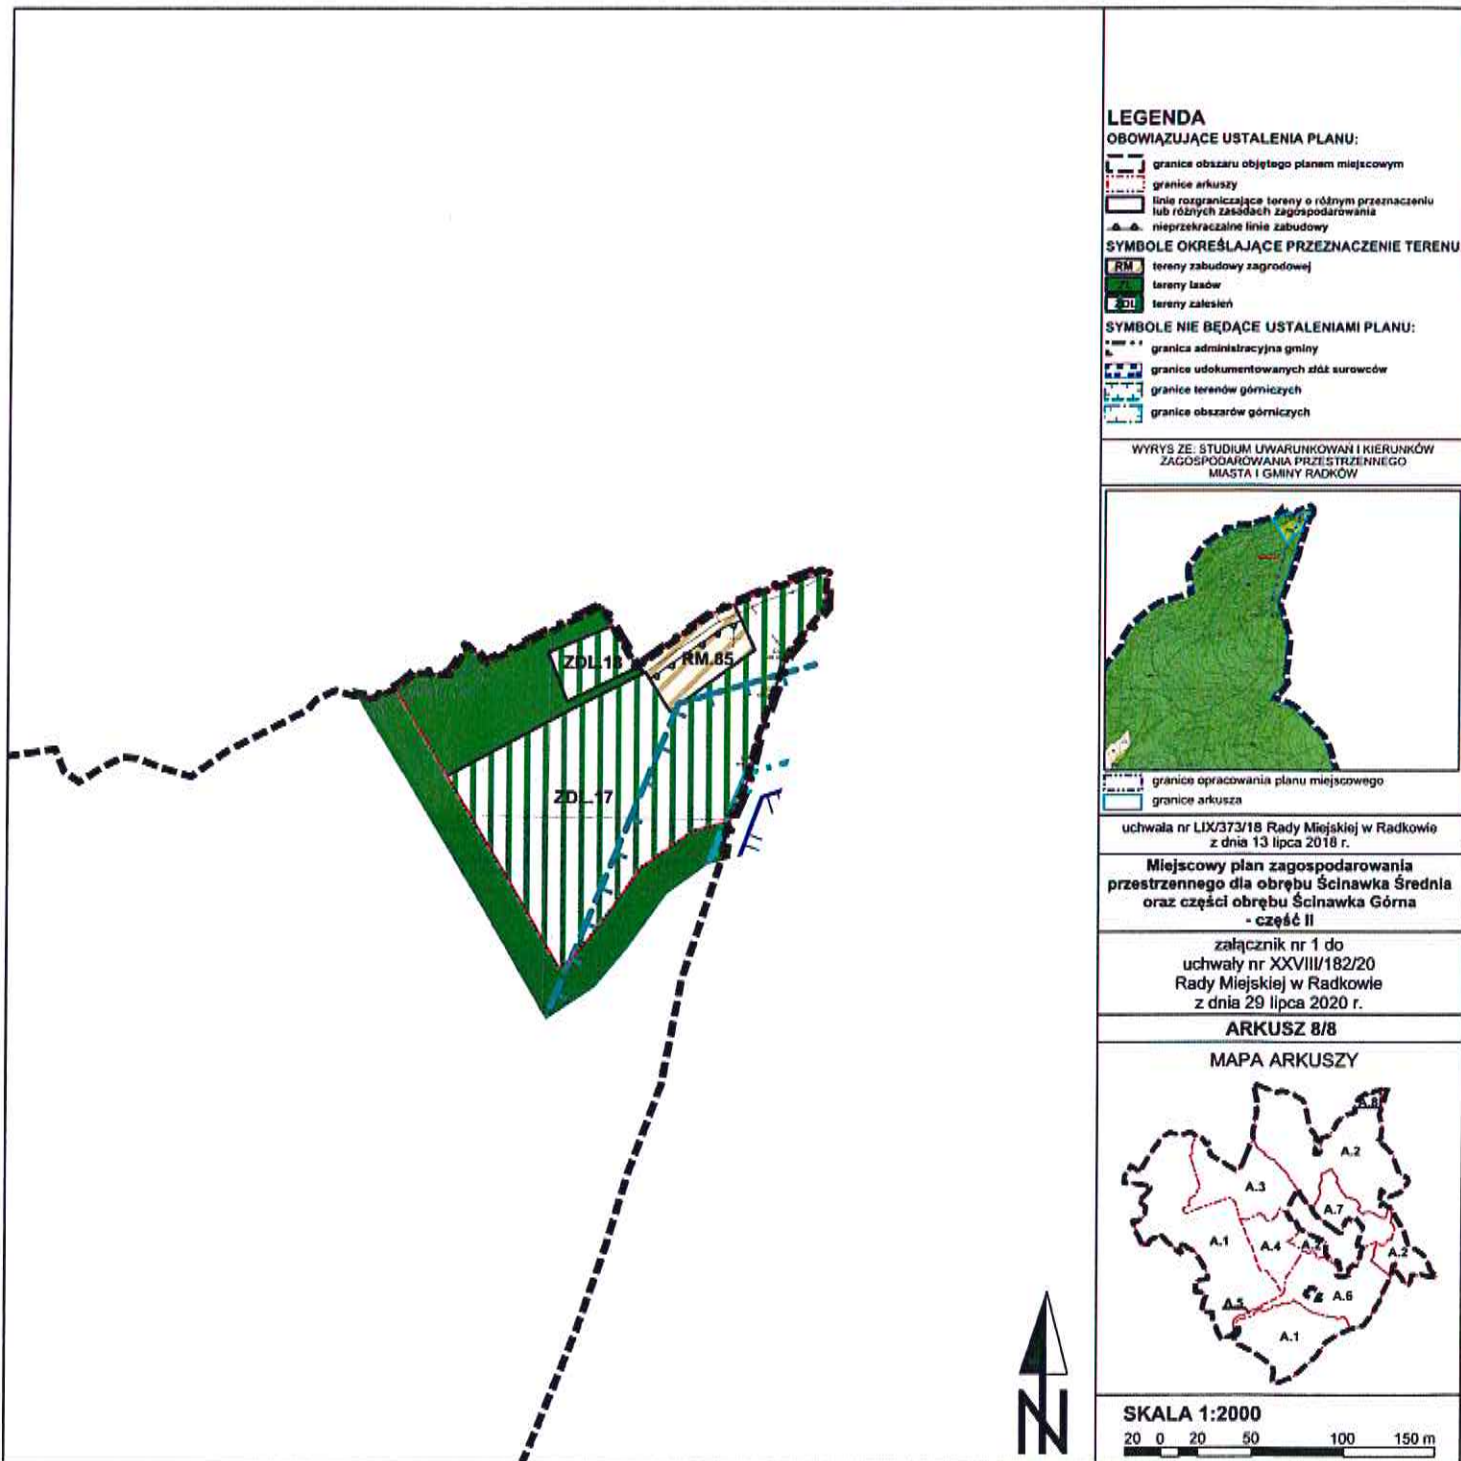 LEGENDA
OBOWIĄZUJĄCE USTALENIA PLANU:
granice obszaru objętego planem miejscowym
granice arkuszy
linie rozgraniczające tereny o różnym przeznaczeniu
lub różnych zasadach zagospodarowania
nieprzekraczalne linie zabudowy
SYMBOLE OKREŚLAJĄCE PRZEZNACZENIE TERENU
RM tereny zabudowy zagrodowej
ZL tereny lasów
ZDL tereny zalesień
SYMBOLE NIE BĘDĄCE USTALENIAMI PLANU:
granica administracyjna gminy
granice udokumentowanych złóż surowców
granice terenów górniczych
granice obszarów górniczych
WYRYS ZE: STUDIUM UWARUNKOWAŃ I KIERUNKÓW
ZAGOSPODAROWANIA PRZESTRZENNEGO
MIASTA I GMINY RADKÓW
granice opracowania planu miejscowego
granice arkusza
uchwała nr LIX/373/18 Rady Miejskiej w Radkowie
z dnia 13 lipca 2018 r.
Miejscowy plan zagospodarowania
przestrzennego dla obrębu Ścinawka Średnia
oraz części obrębu Ścinawka Górna
- część II
załącznik nr 1 do
uchwały nr XXVIII/182/20
Rady Miejskiej w Radkowie
z dnia 29 lipca 2020 r.
ARKUSZ 8/8
MAPA ARKUSZY
A.8
A.2
A.3
A.7
A.1
A.4
A.2
A.5
A.6
A.1
SKALA 1:2000
20 0 20 50 100 150 m
ZDL.18
RM.85
ZDL.17
N